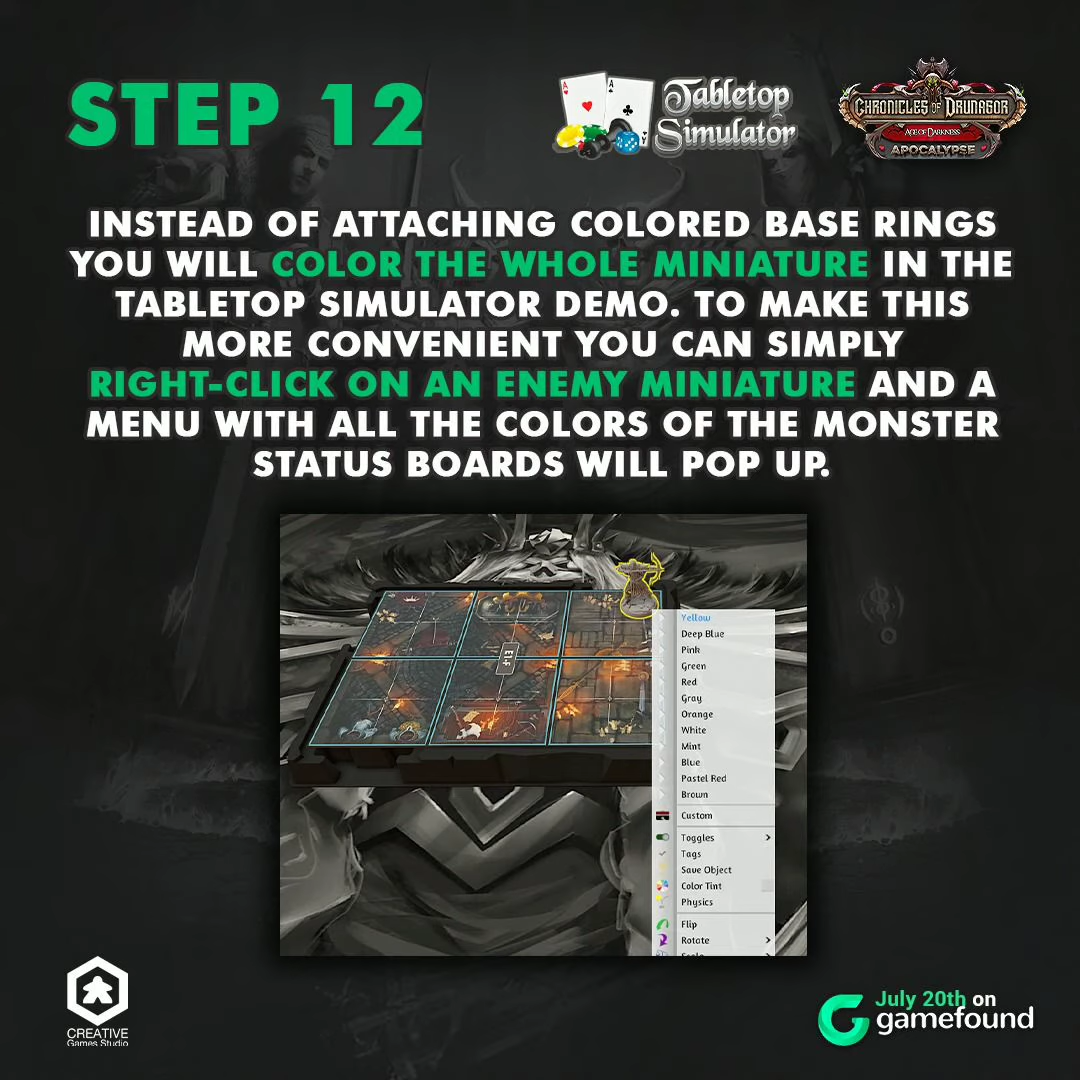 STEP 12
Tabletop
Simulator
CHRONICLES OF DRUNAGOR
AGE OF DARKNESS
APOCALYPSE
INSTEAD OF ATTACHING COLORED BASE RINGS
YOU WILL COLOR THE WHOLE MINIATURE IN THE
TABLETOP SIMULATOR DEMO. TO MAKE THIS
MORE CONVENIENT YOU CAN SIMPLY
RIGHT-CLICK ON AN ENEMY MINIATURE AND A
MENU WITH ALL THE COLORS OF THE MONSTER
STATUS BOARDS WILL POP UP.
Yellow
Deep Blue
Pink
Green
Red
Gray
Orange
White
Mint
Blue
Pastel Red
Brown
Custom
Toggles
Tags
Save Object
Color Tint
Physics
Flip
Rotate
CREATIVE
Games Studio
July 20th on
gamefound